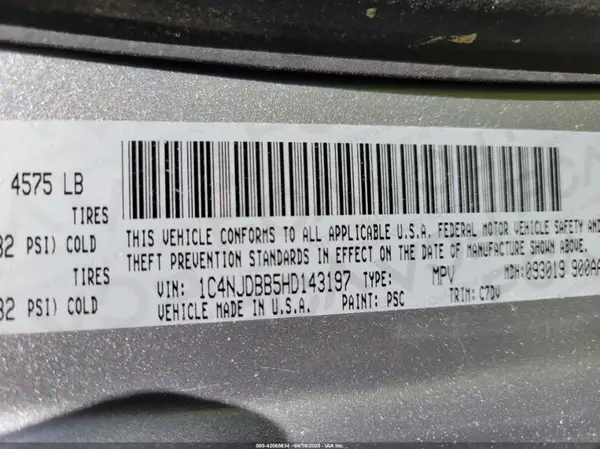 4575 LB
TIRES
THIS VEHICLE CONFORMS TO ALL APPLICABLE U.S.A. FEDERAL MOTOR VEHICLE SAFETY AND
32 PSI) COLD
THEFT PREVENTION STANDARDS IN EFFECT ON THE DATE OF MANUFACTURE SHOWN ABOVE.
TIRES
VIN: 1C4NJDBB5HD143197 TYPE: MPV MDH:093019 900AA
32 PSI) COLD
VEHICLE MADE IN U.S.A. PAINT: PSC TRIM: C7DV